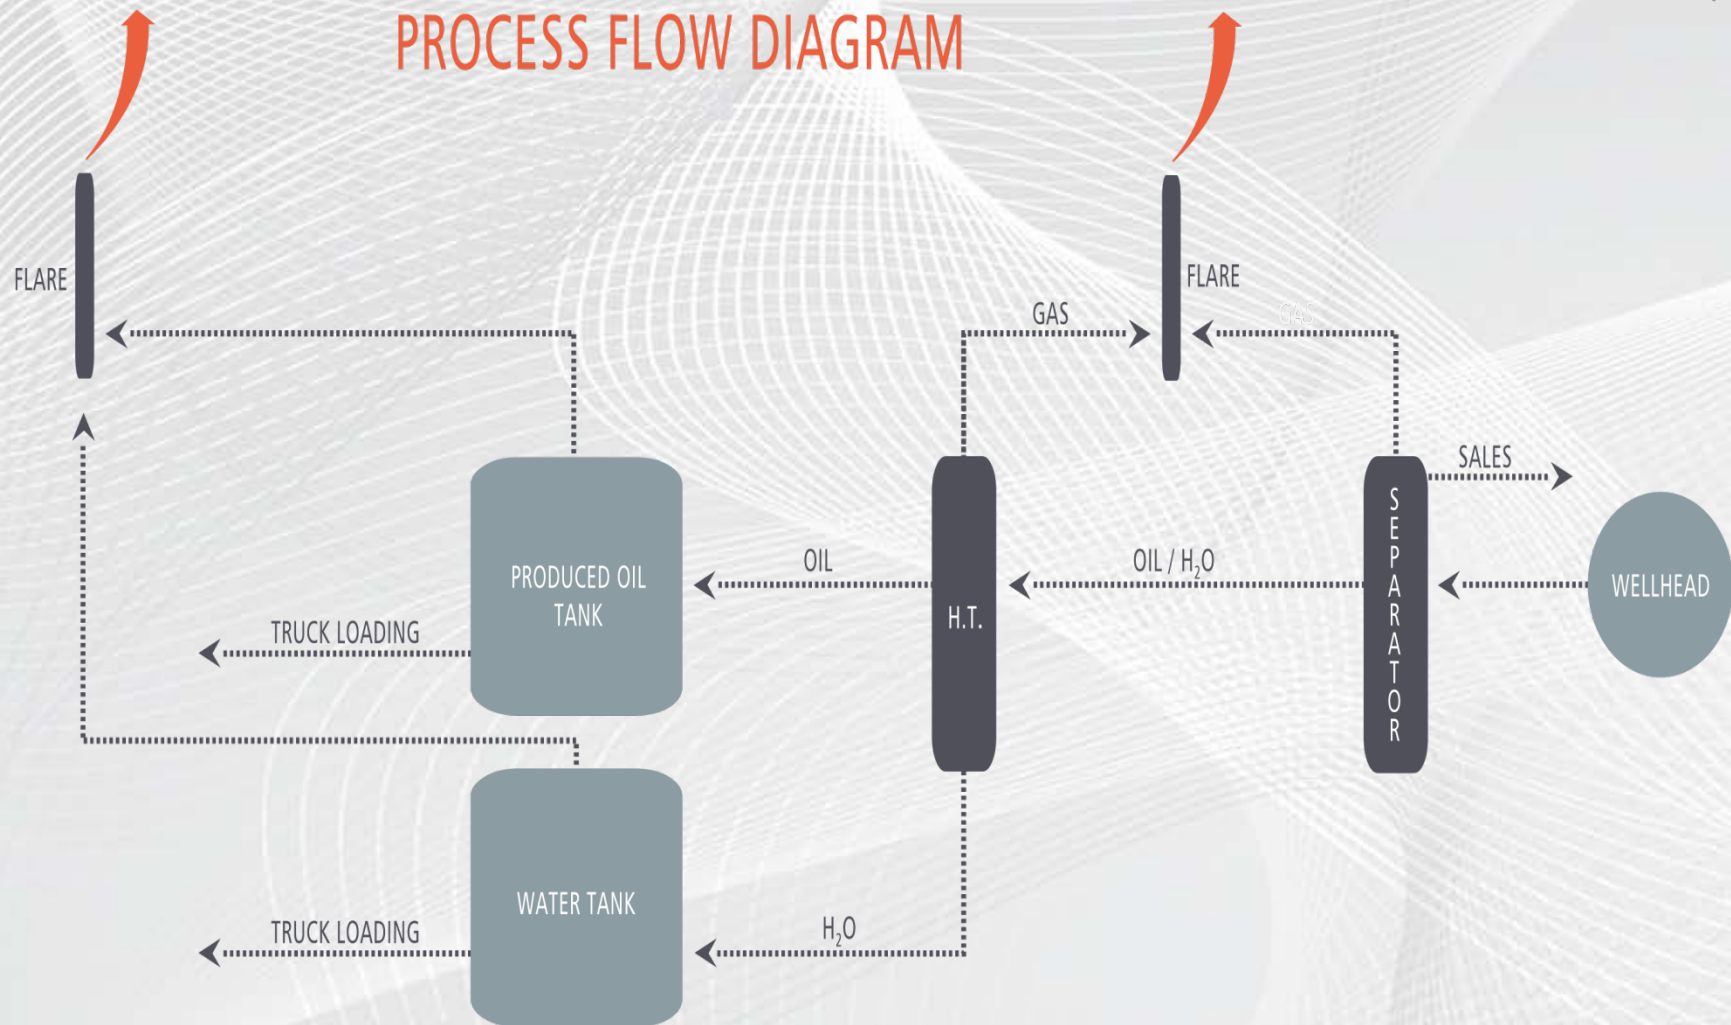 PROCESS FLOW DIAGRAM
FLARE
FLARE
GAS
GAS
SALES
SEPARATOR
WELLHEAD
OIL / H₂O
OIL
H.T.
PRODUCED OIL
TANK
TRUCK LOADING
WATER TANK
H₂O
TRUCK LOADING